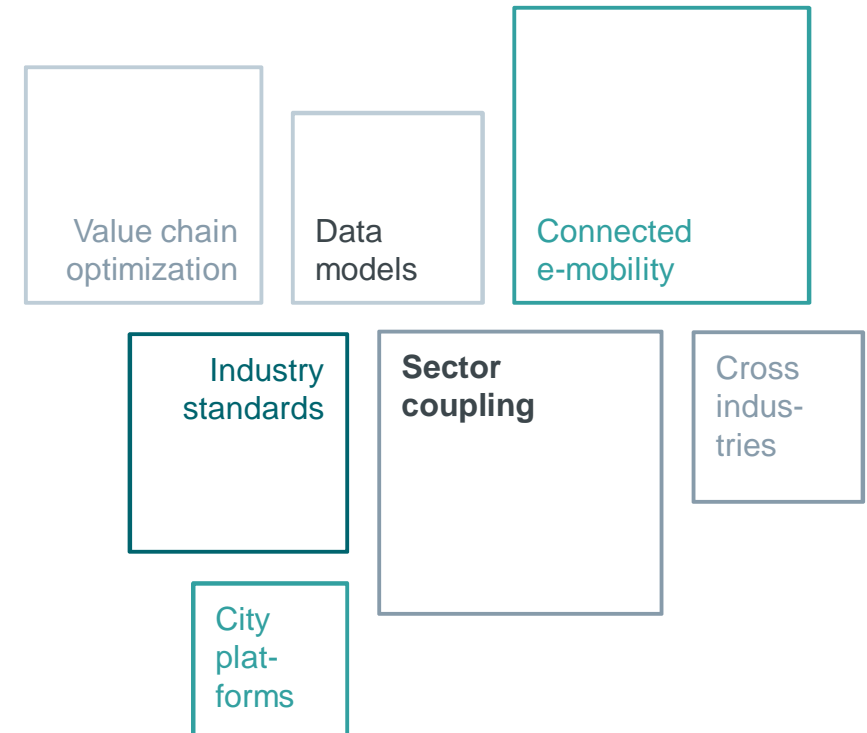 Value chain
optimization
Data
models
Connected
e-mobility
Industry
standards
Sector
coupling
Cross
indus-
tries
City
plat-
forms